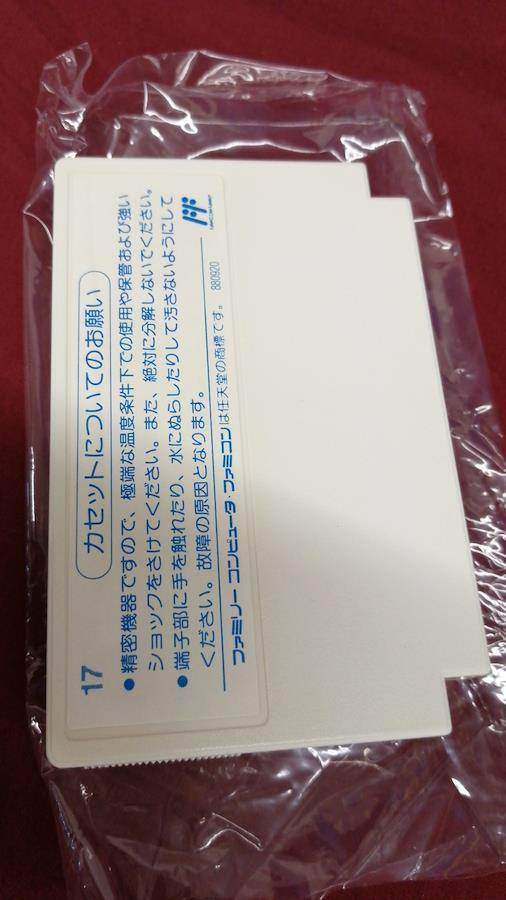 17
カセットについてのお願い
●精密機器ですので、極端な温度条件下での使用や保管および強い
ショックをさけてください。また、絶対に分解しないでください。
●端子部に手を触れたり、水にぬらしたりして汚さないようにして
ください。故障の原因となります。
ファミリー コンピュータ・ファミコンは任天堂の商標です。 880920